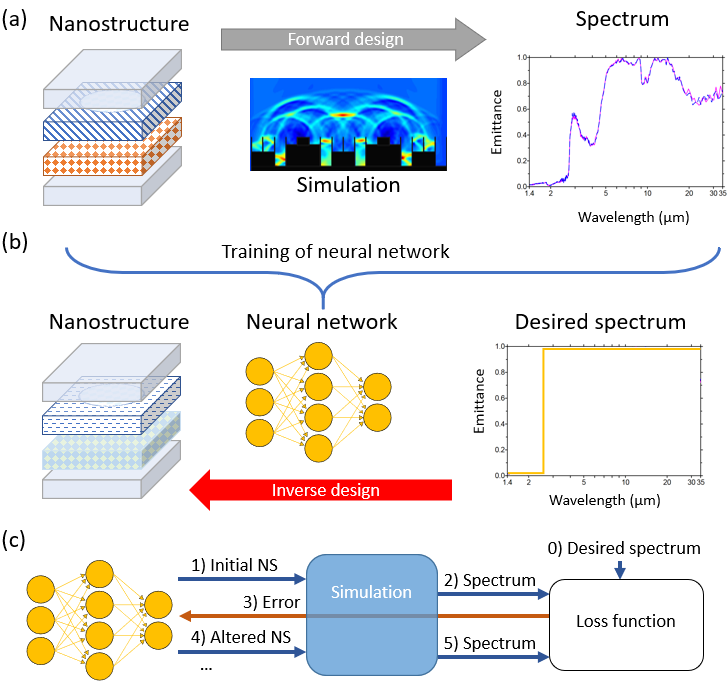 (a)
Nanostructure
Forward design
Spectrum
Simulation
Emittance
1.0
0.8
0.6
0.4
0.2
0.0
1.4 2 5 10 20 30 35
Wavelength (μm)
(b)
Training of neural network
Nanostructure
Neural network
Desired spectrum
Inverse design
Emittance
1.0
0.8
0.6
0.4
0.2
0.0
1.4 2 5 10 20 30 35
Wavelength (μm)
(c)
0) Desired spectrum
1) Initial NS
Simulation
2) Spectrum
3) Error
Loss function
4) Altered NS
5) Spectrum
...